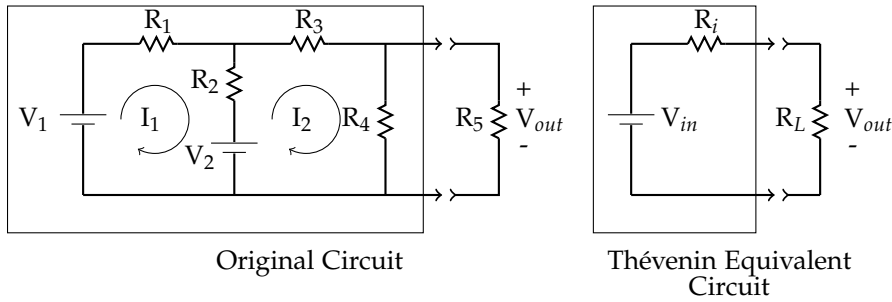 R₁ R₃ Rᵢ
R₂
V₁ I₁ I₂ R₄ R₅ + Vout - Vin RL + Vout -
V₂
Original Circuit Thévenin Equivalent
Circuit